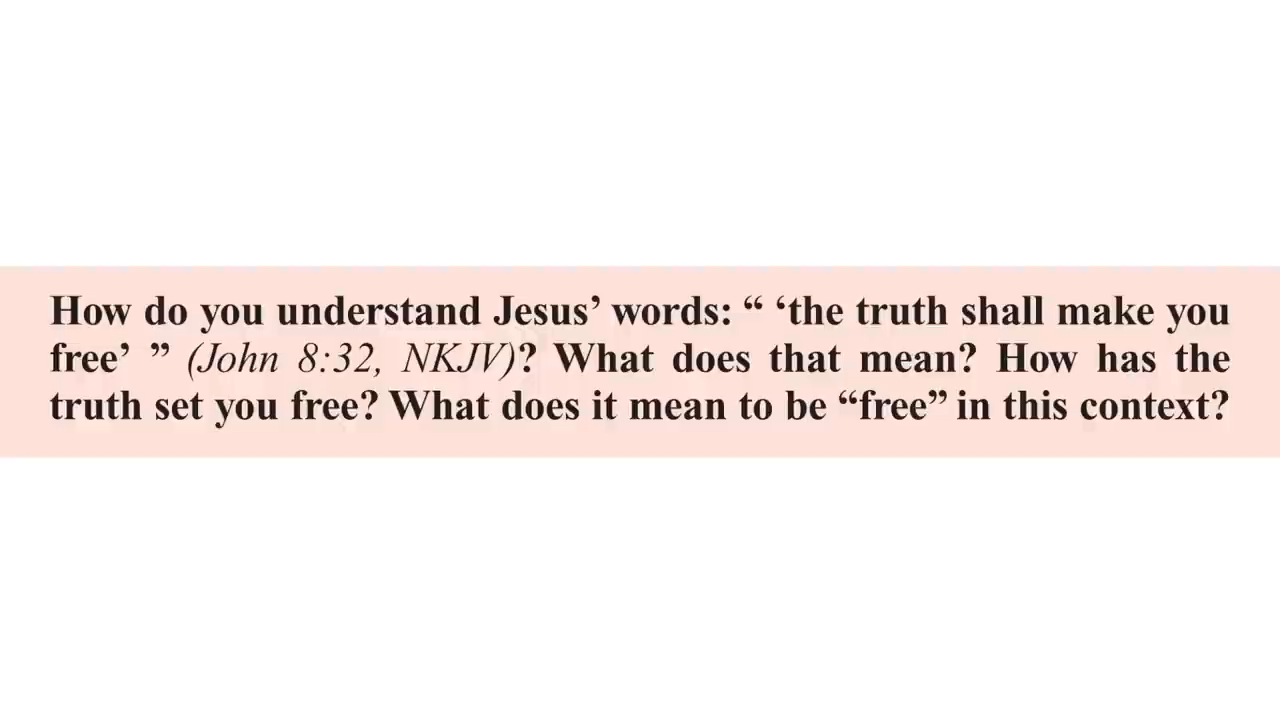 How do you understand Jesus’ words: “ ‘the truth shall make you
free’ ” (John 8:32, NKJV)? What does that mean? How has the
truth set you free? What does it mean to be “free” in this context?